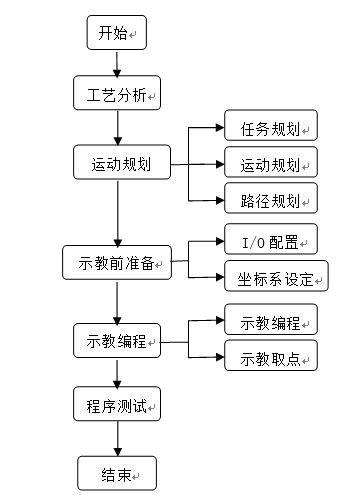 开始
工艺分析
运动规划
任务规划
运动规划
路径规划
示教前准备
I/O 配置
坐标系设定
示教编程
示教编程
示教取点
程序测试
结束